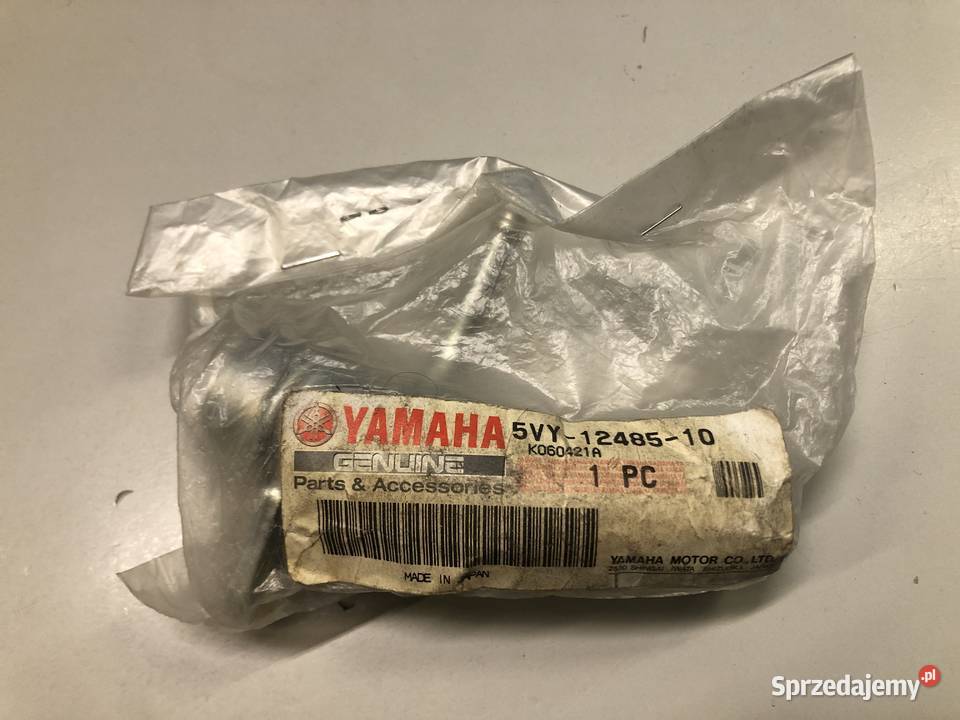 YAMAHA 5VY-12485-10
K060421A
GENUINE
1 PC
Parts & Accessories
YAMAHA MOTOR CO., LTD.
MADE IN JAPAN
Sprzedajemy.pl